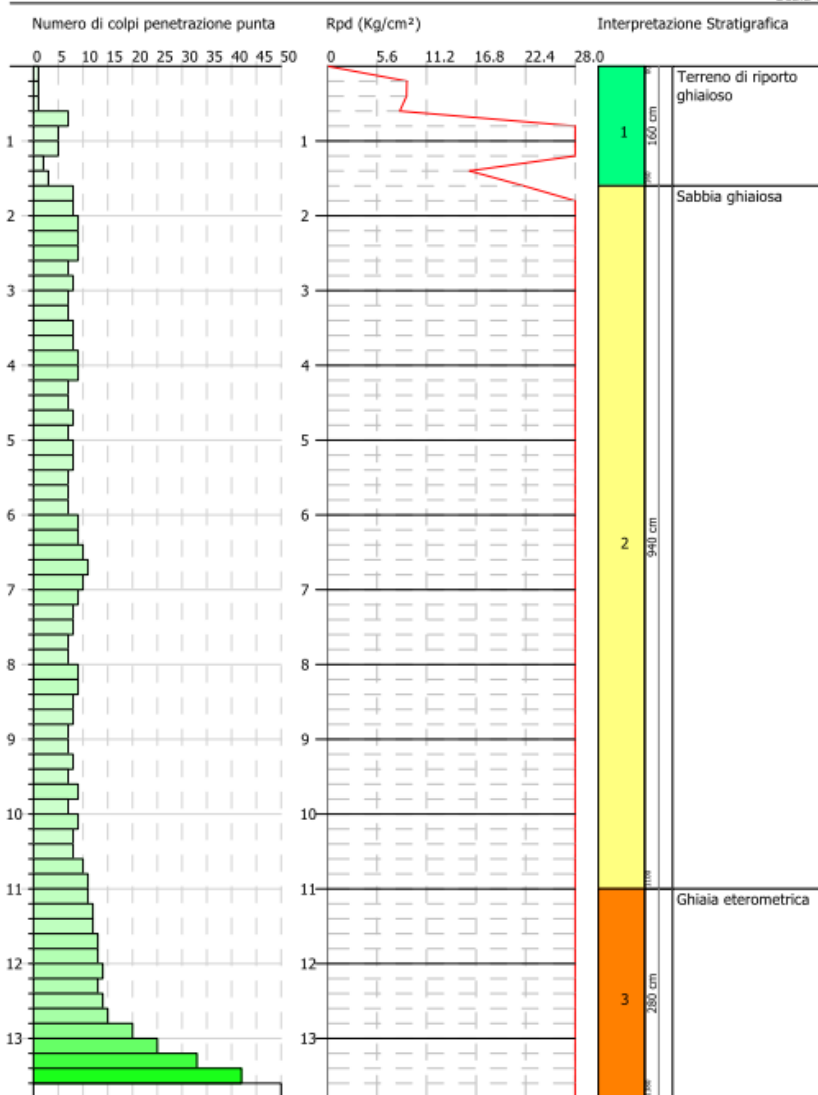 Numero di colpi penetrazione punta
Rpd (Kg/cm²)
Interpretazione Stratigrafica
0 5 10 15 20 25 30 35 40 45 50
0 5.6 11.2 16.8 22.4 28.0
Terreno di riporto
ghiaioso
1
160 cm
1
1
Sabbia ghiaiosa
2
2
3
3
4
4
5
5
6
6
2
940 cm
7
7
8
8
9
9
10
10
11
11
Ghiaia eterometrica
12
12
3
280 cm
13
13